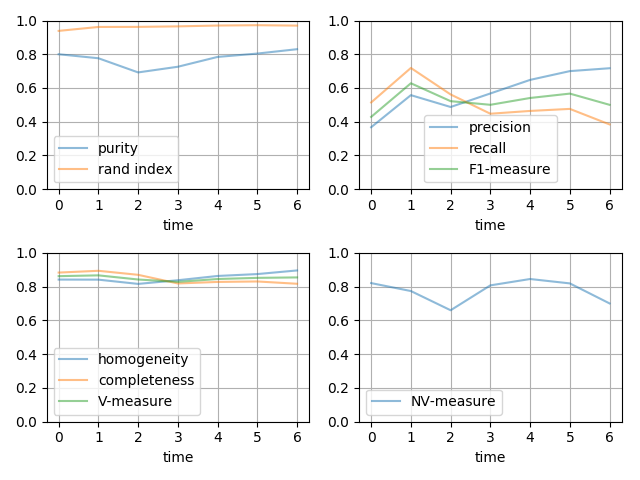 1.0
0.8
0.6
0.4
0.2
0.0
purity
rand index
0 1 2 3 4 5 6
time
1.0
0.8
0.6
0.4
0.2
0.0
precision
recall
F1-measure
0 1 2 3 4 5 6
time
1.0
0.8
0.6
0.4
0.2
0.0
homogeneity
completeness
V-measure
0 1 2 3 4 5 6
time
1.0
0.8
0.6
0.4
0.2
0.0
NV-measure
0 1 2 3 4 5 6
time